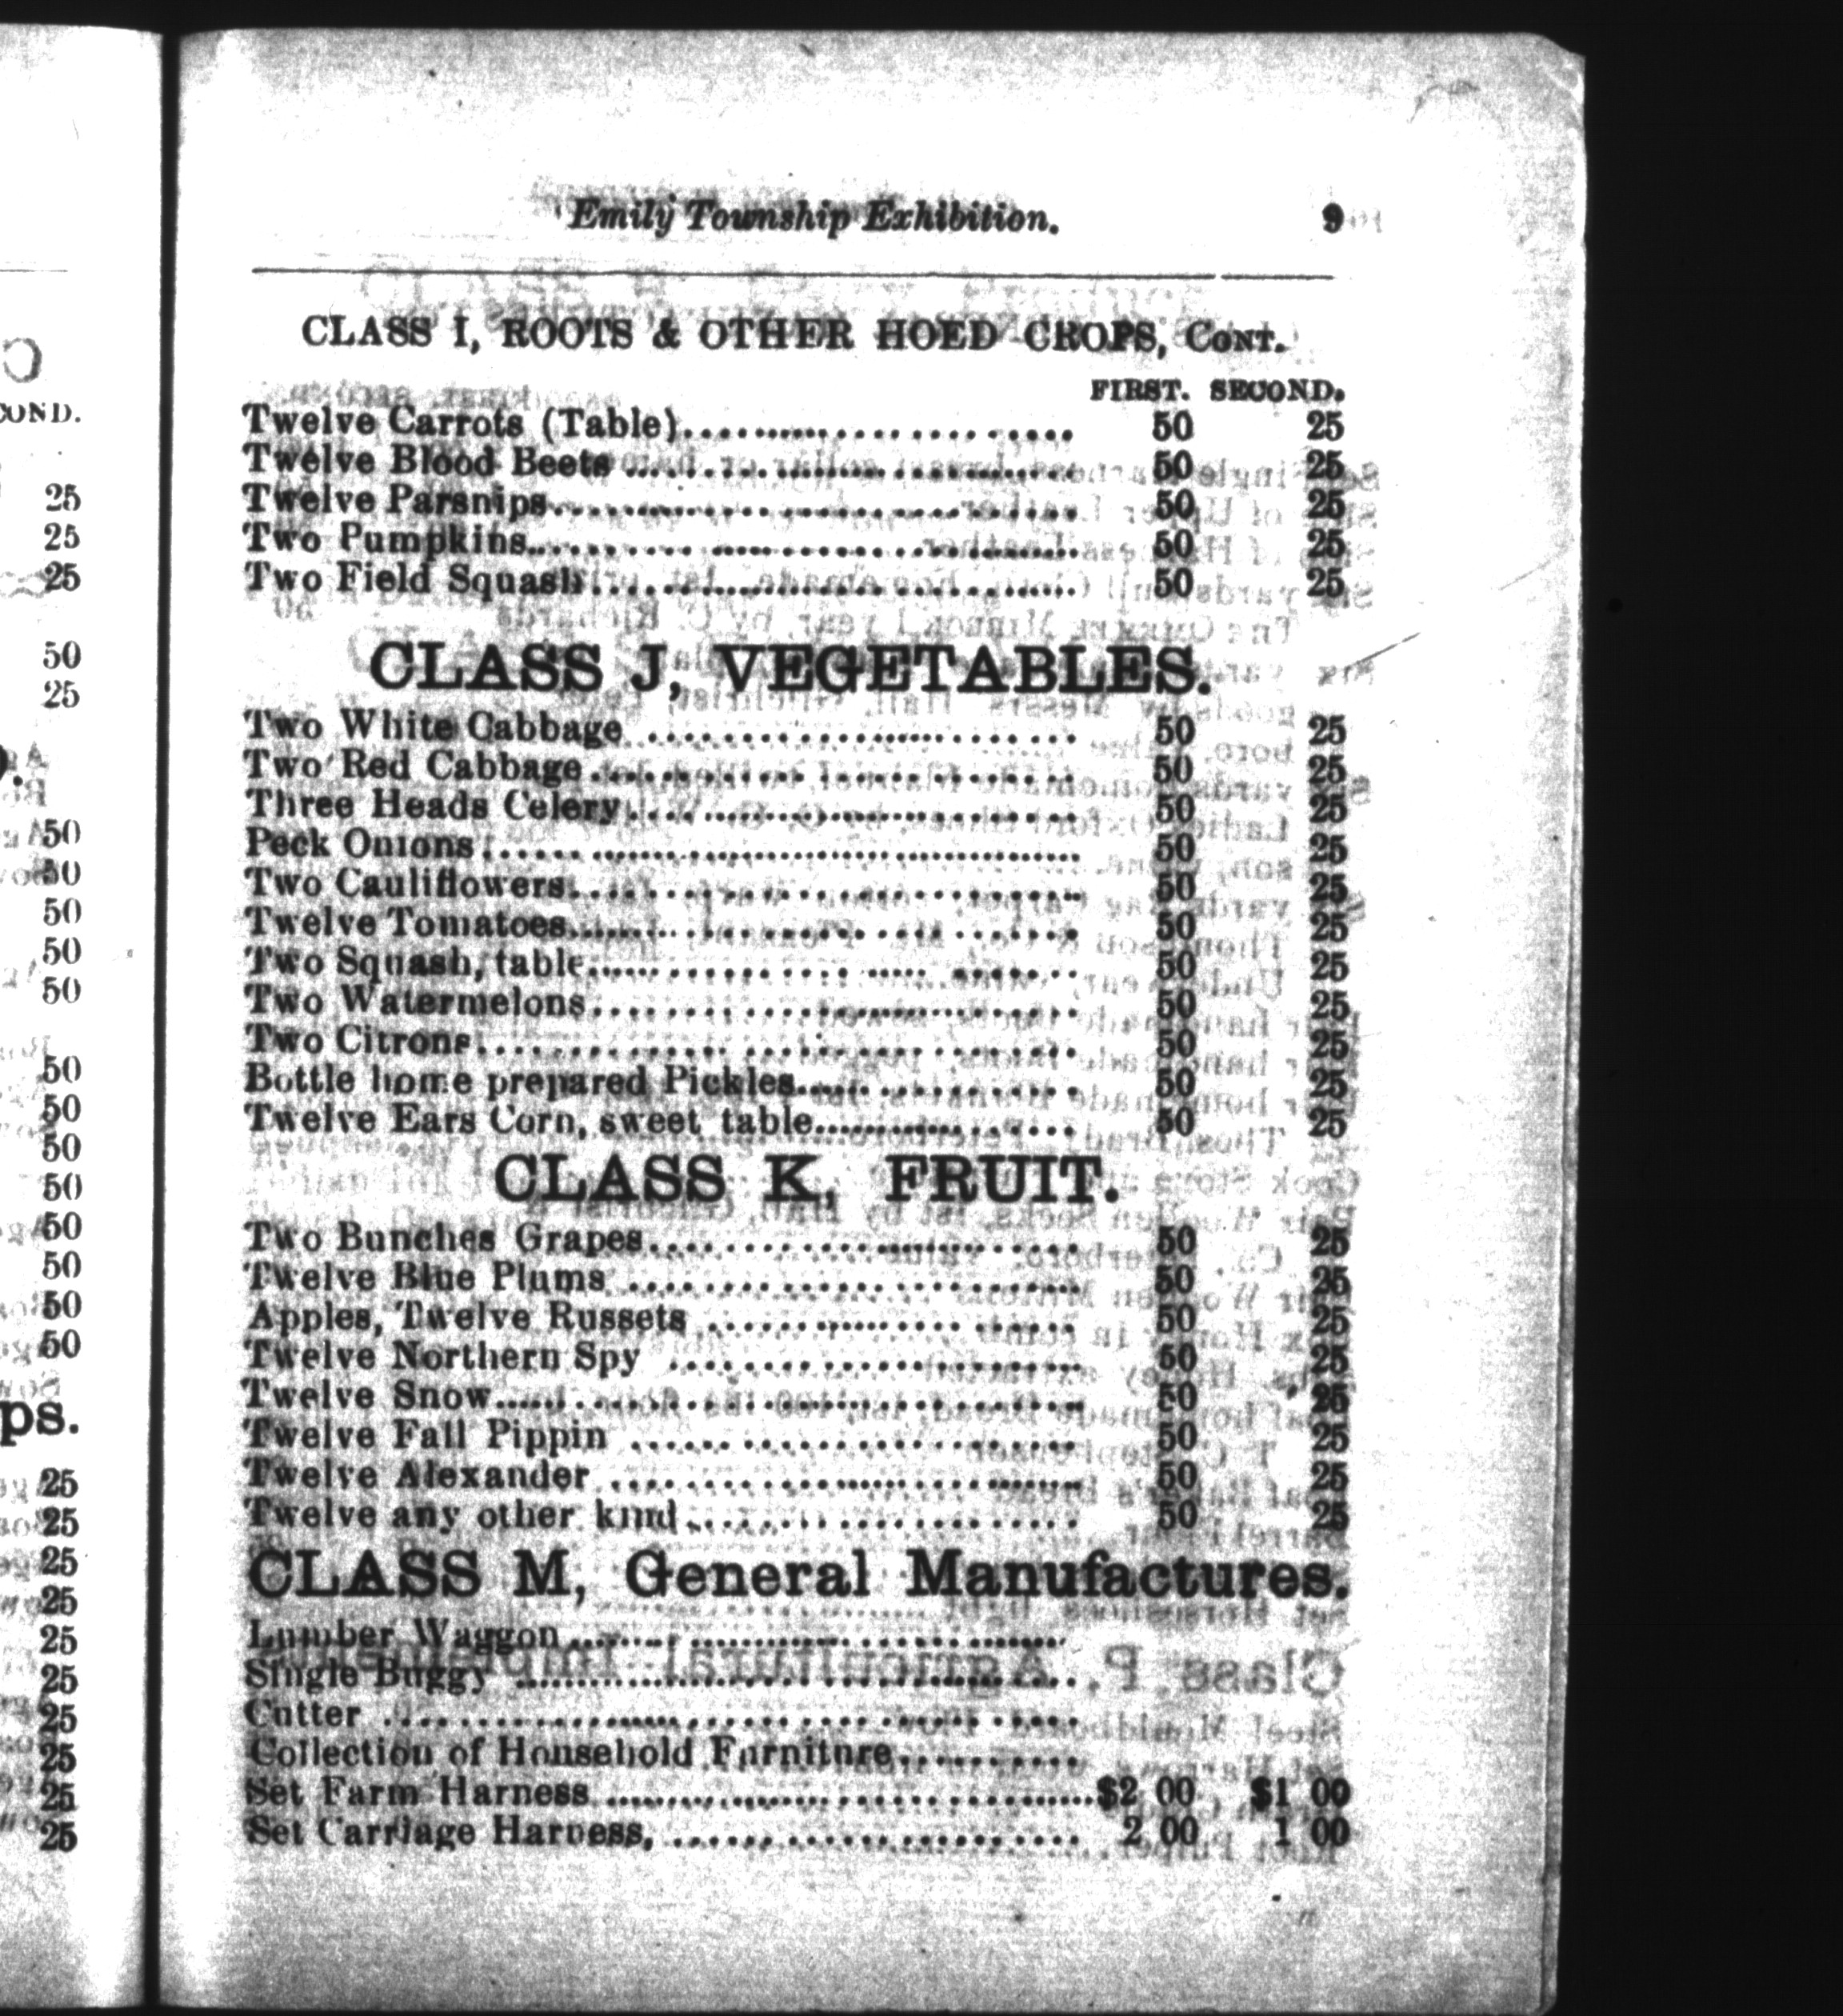 Emily Township Exhibition. 9
CLASS I, ROOTS & OTHER HOED CROPS, CONT.
FIRST. SECOND.
Twelve Carrots (Table) 50 25
Twelve Blood Beets 50 25
Twelve Parsnips 50 25
Two Pumpkins 50 25
Two Field Squash 50 25
CLASS J, VEGETABLES.
Two White Cabbage 50 25
Two Red Cabbage 50 25
Three Heads Celery 50 25
Peck Onions 50 25
Two Cauliflowers 50 25
Twelve Tomatoes 50 25
Two Squash, table 50 25
Two Watermelons 50 25
Two Citrons 50 25
Bottle home prepared Pickles 50 25
Twelve Ears Corn, sweet table 50 25
CLASS K, FRUIT.
Two Bunches Grapes 50 25
Twelve Blue Plums 50 25
Apples, Twelve Russets 50 25
Twelve Northern Spy 50 25
Twelve Snow 50 25
Twelve Fall Pippin 50 25
Twelve Alexander 50 25
Twelve any other kind 50 25
CLASS M, General Manufactures.
Lumber Waggon
Single Buggy
Cutter
Collection of Household Furniture
Set Farm Harness $2 00 $1 00
Set Carriage Harness, 2 00 1 00